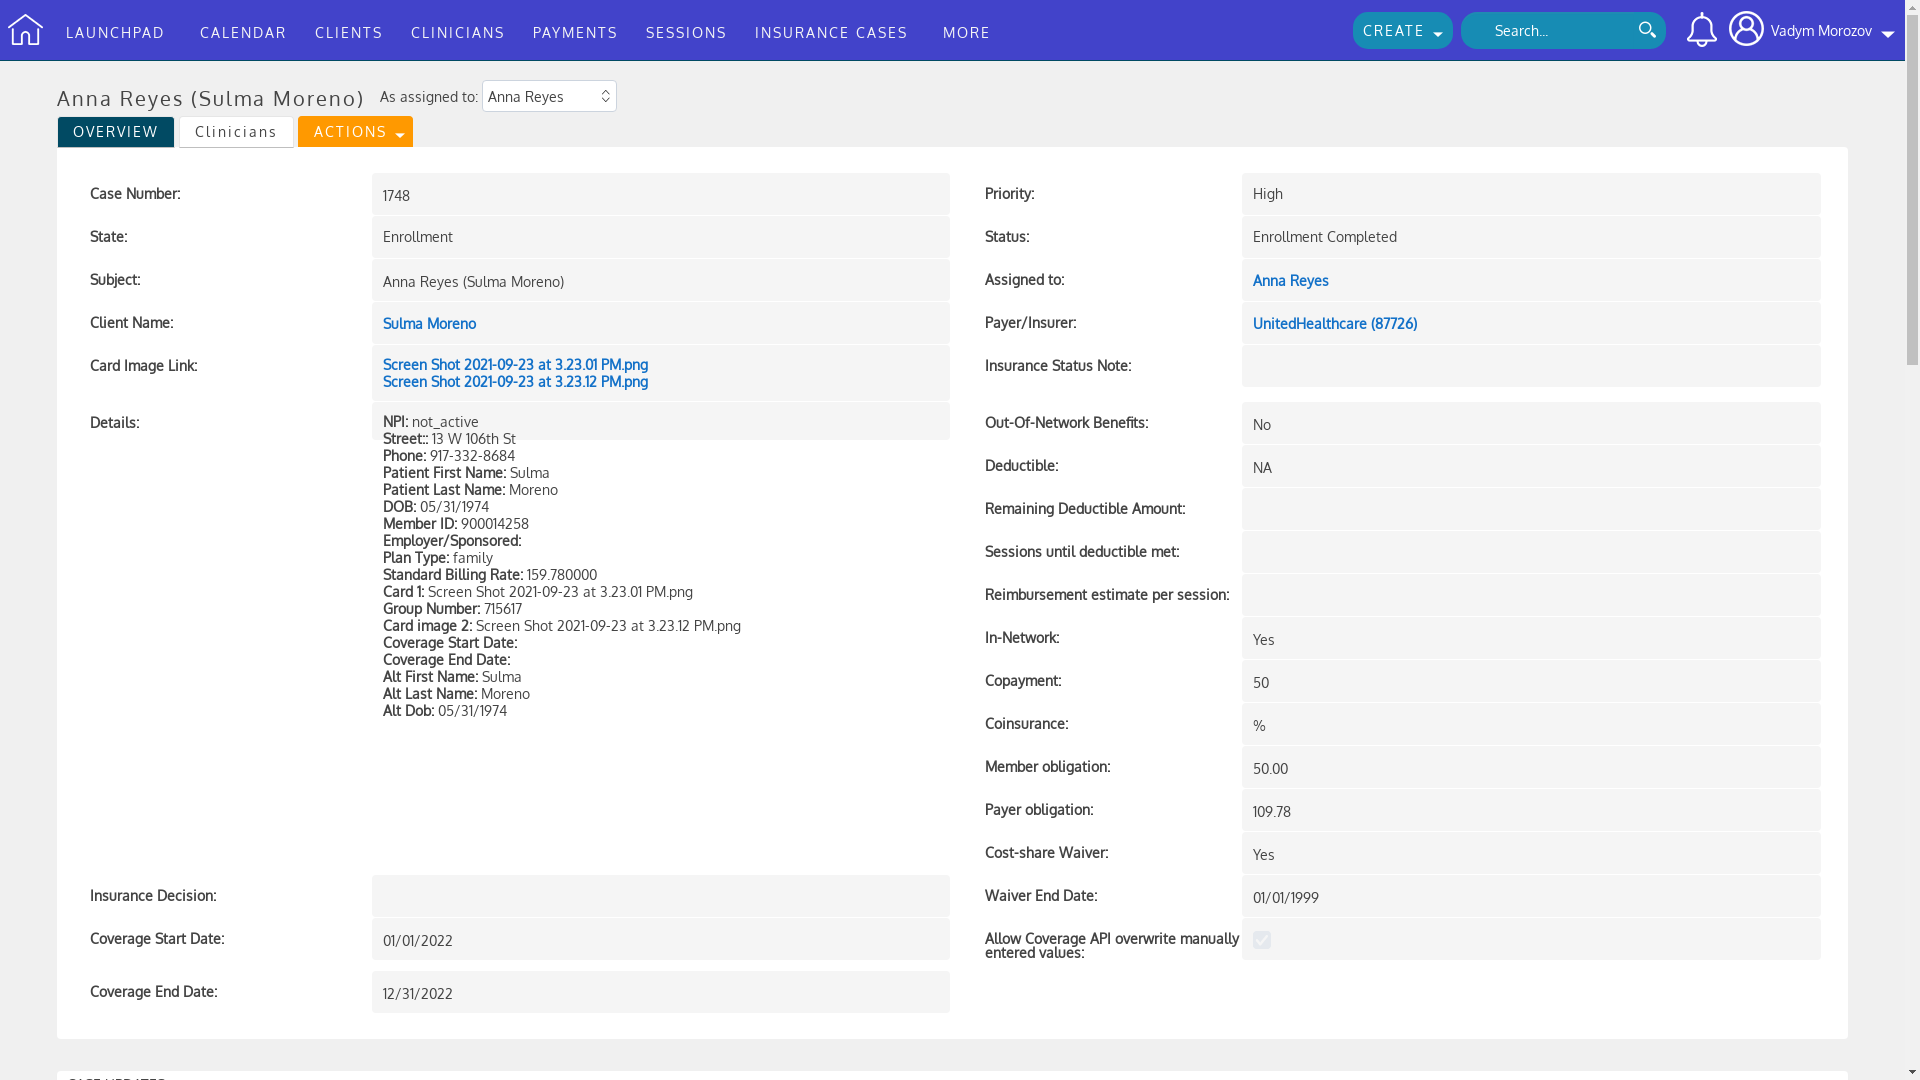 LAUNCHPAD CALENDAR CLIENTS CLINICIANS PAYMENTS SESSIONS INSURANCE CASES MORE CREATE Search... Vadym Morozov
Anna Reyes (Sulma Moreno) As assigned to: Anna Reyes
OVERVIEW Clinicians ACTIONS
Case Number: 1748 Priority: High
State: Enrollment Status: Enrollment Completed
Subject: Anna Reyes (Sulma Moreno) Assigned to: Anna Reyes
Client Name: Sulma Moreno Payer/Insurer: UnitedHealthcare (87726)
Card Image Link: Screen Shot 2021-09-23 at 3.23.01 PM.png Insurance Status Note:
Screen Shot 2021-09-23 at 3.23.12 PM.png
Details:
NPI: not_active
Street:: 13 W 106th St
Phone: 917-332-8684
Patient First Name: Sulma
Patient Last Name: Moreno
DOB: 05/31/1974
Member ID: 900014258
Employer/Sponsored:
Plan Type: family
Standard Billing Rate: 159.780000
Card 1: Screen Shot 2021-09-23 at 3.23.01 PM.png
Group Number: 715617
Card image 2: Screen Shot 2021-09-23 at 3.23.12 PM.png
Coverage Start Date:
Coverage End Date:
Alt First Name: Sulma
Alt Last Name: Moreno
Alt Dob: 05/31/1974
Out-Of-Network Benefits: No
Deductible: NA
Remaining Deductible Amount:
Sessions until deductible met:
Reimbursement estimate per session:
In-Network: Yes
Copayment: 50
Coinsurance: %
Member obligation: 50.00
Payer obligation: 109.78
Cost-share Waiver: Yes
Insurance Decision: Waiver End Date: 01/01/1999
Coverage Start Date: 01/01/2022 Allow Coverage API overwrite manually
entered values:
Coverage End Date: 12/31/2022
CASE UPDATES